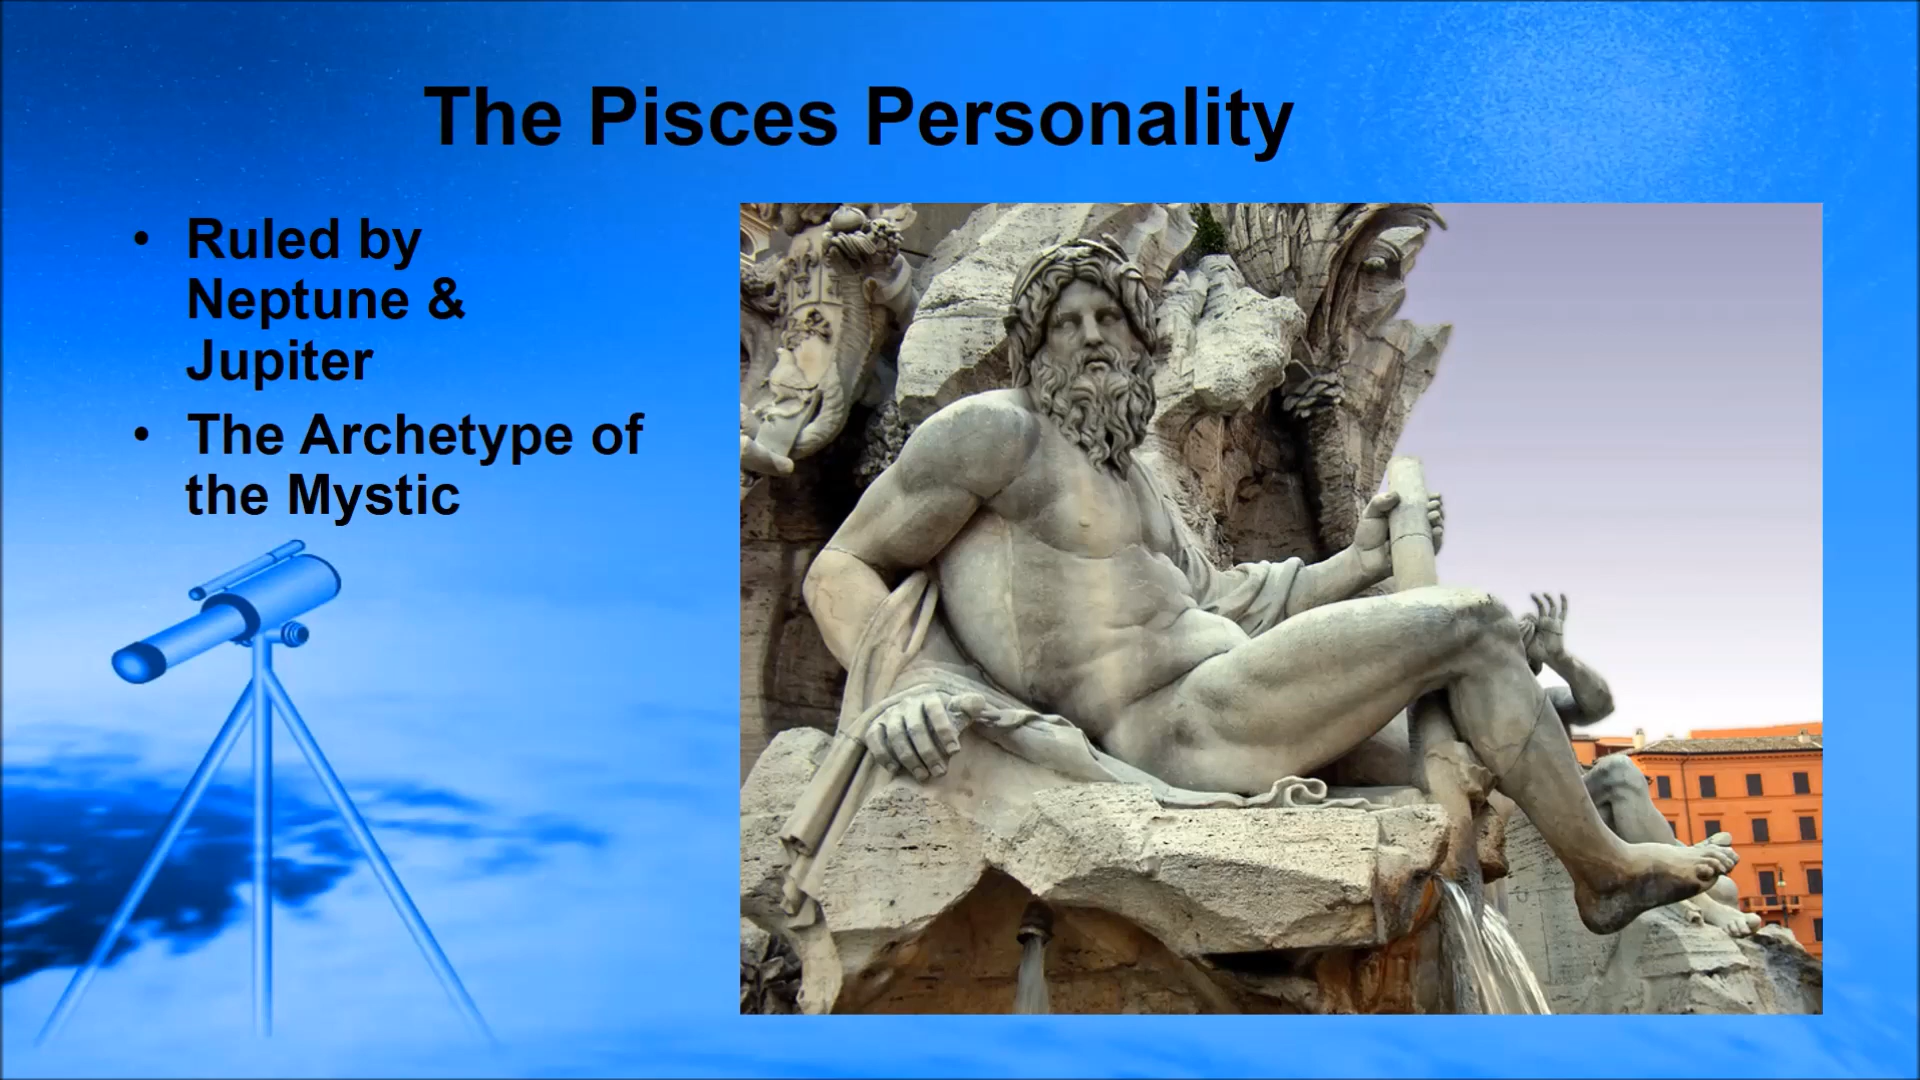 The Pisces Personality
• Ruled by
Neptune &
Jupiter
• The Archetype of
the Mystic